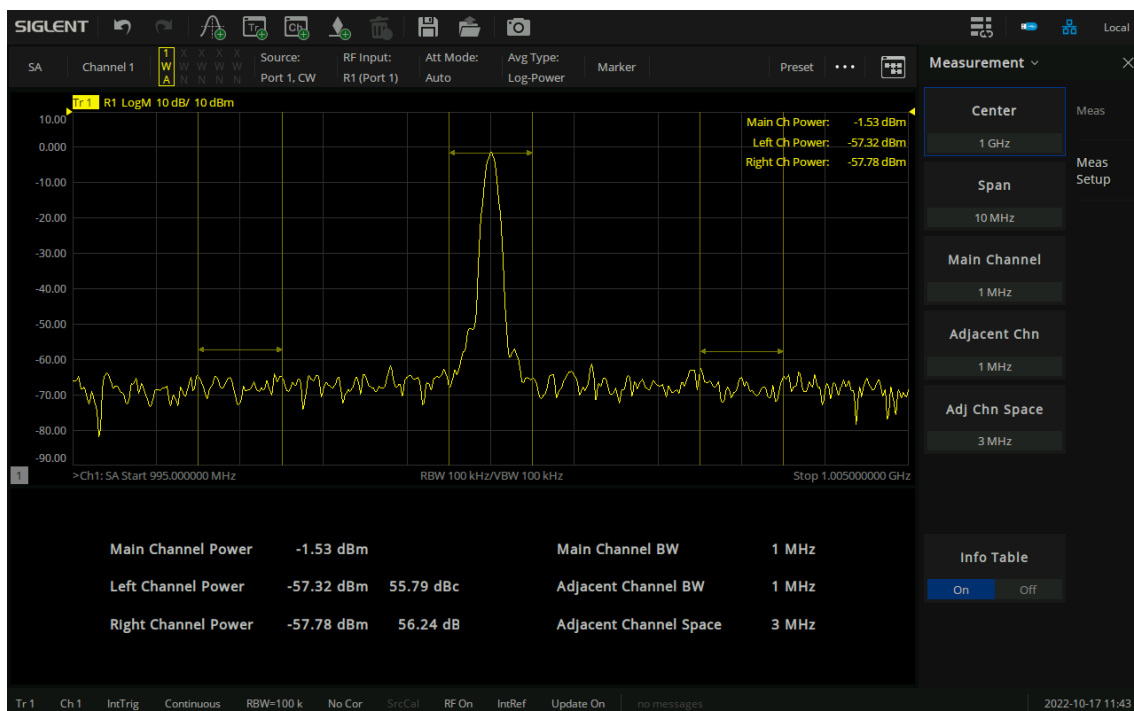 SIGLENT Tr Ch Local
SA Channel 1 1 W A X W N X W N X W N X W N Source: Port 1, CW RF Input: R1 (Port 1) Att Mode: Auto Avg Type: Log-Power Marker Preset ••• Measurement
Tr 1 R1 LogM 10 dB/ 10 dBm
10.00
0.000
-10.00
-20.00
-30.00
-40.00
-50.00
-60.00
-70.00
-80.00
-90.00
Main Ch Power: -1.53 dBm
Left Ch Power: -57.32 dBm
Right Ch Power: -57.78 dBm
1 >Ch1: SA Start 995.000000 MHz RBW 100 kHz/VBW 100 kHz Stop 1.005000000 GHz
Main Channel Power -1.53 dBm Main Channel BW 1 MHz
Left Channel Power -57.32 dBm 55.79 dBc Adjacent Channel BW 1 MHz
Right Channel Power -57.78 dBm 56.24 dB Adjacent Channel Space 3 MHz
Center
1 GHz
Span
10 MHz
Main Channel
1 MHz
Adjacent Chn
1 MHz
Adj Chn Space
3 MHz
Info Table
On Off
Meas
Meas
Setup
Tr 1 Ch 1 IntTrig Continuous RBW=100 k No Cor SrcCal RF On IntRef Update On no messages 2022-10-17 11:43